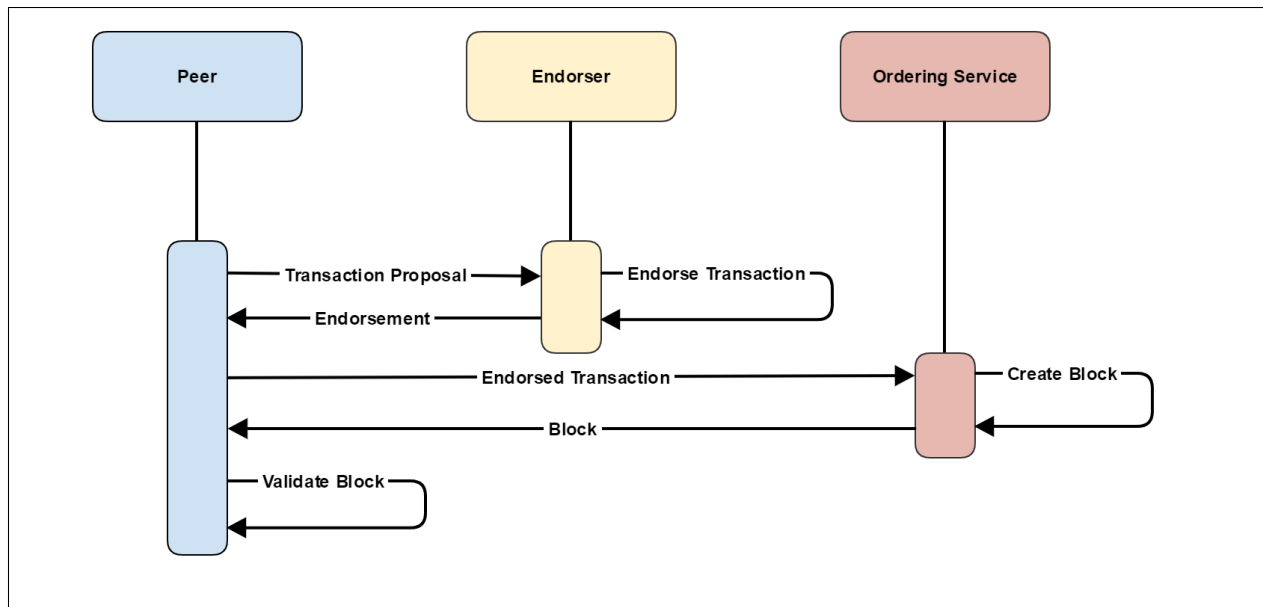 Peer
Endorser
Ordering Service
Transaction Proposal
Endorse Transaction
Endorsement
Endorsed Transaction
Create Block
Block
Validate Block